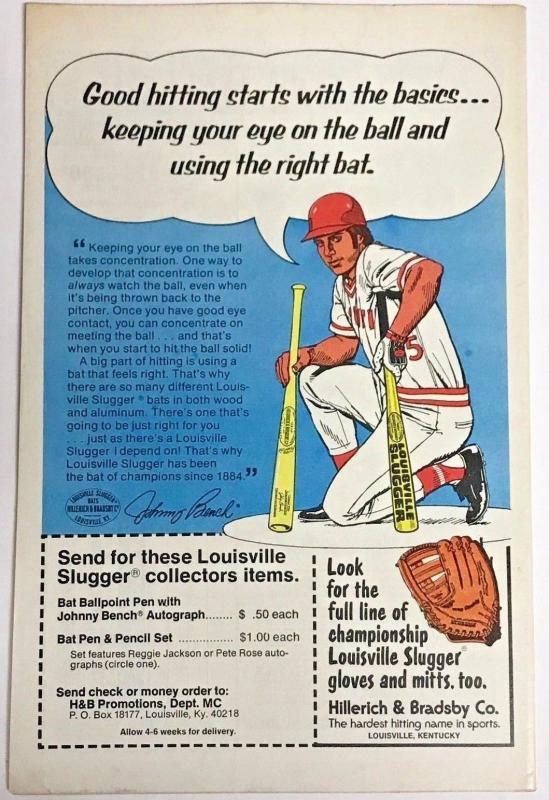 Good hitting starts with the basics...
keeping your eye on the ball and
using the right bat.
“ Keeping your eye on the ball
takes concentration. One way to
develop that concentration is to
always watch the ball, even when
it's being thrown back to the
pitcher. Once you have good eye
contact, you can concentrate on
meeting the ball . . . and that's
when you start to hit the ball solid!
A big part of hitting is using a
bat that feels right. That's why
there are so many different Louis-
ville Slugger ® bats in both wood
and aluminum. There's one that's
going to be just right for you
. . . just as there's a Louisville
Slugger I depend on! That's why
Louisville Slugger has been
the bat of champions since 1884.”
LOUISVILLE SLUGGER
BATS
HILLERICH & BRADSBY Co
LOUISVILLE, KY.
Johnny Bench
5
LOUISVILLE
SLUGGER
Send for these Louisville
Slugger® collectors items.
Bat Ballpoint Pen with
Johnny Bench® Autograph....... $ .50 each
Bat Pen & Pencil Set .............. $1.00 each
Set features Reggie Jackson or Pete Rose auto-
graphs (circle one).
Send check or money order to:
H&B Promotions, Dept. MC
P. O. Box 18177, Louisville, Ky. 40218
Allow 4-6 weeks for delivery.
Look
for the
full line of
championship
Louisville Slugger®
gloves and mitts, too.
Hillerich & Bradsby Co.
The hardest hitting name in sports.
LOUISVILLE, KENTUCKY